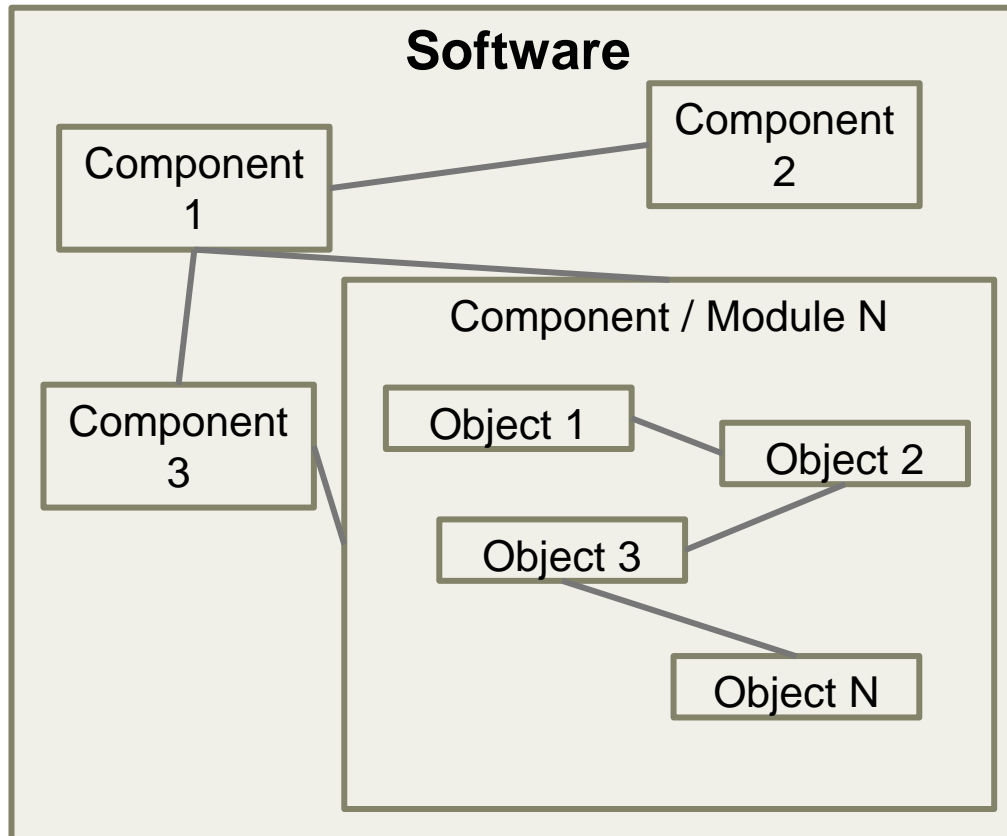 Software
Component
1
Component
2
Component / Module N
Component
3
Object 1
Object 2
Object 3
Object N